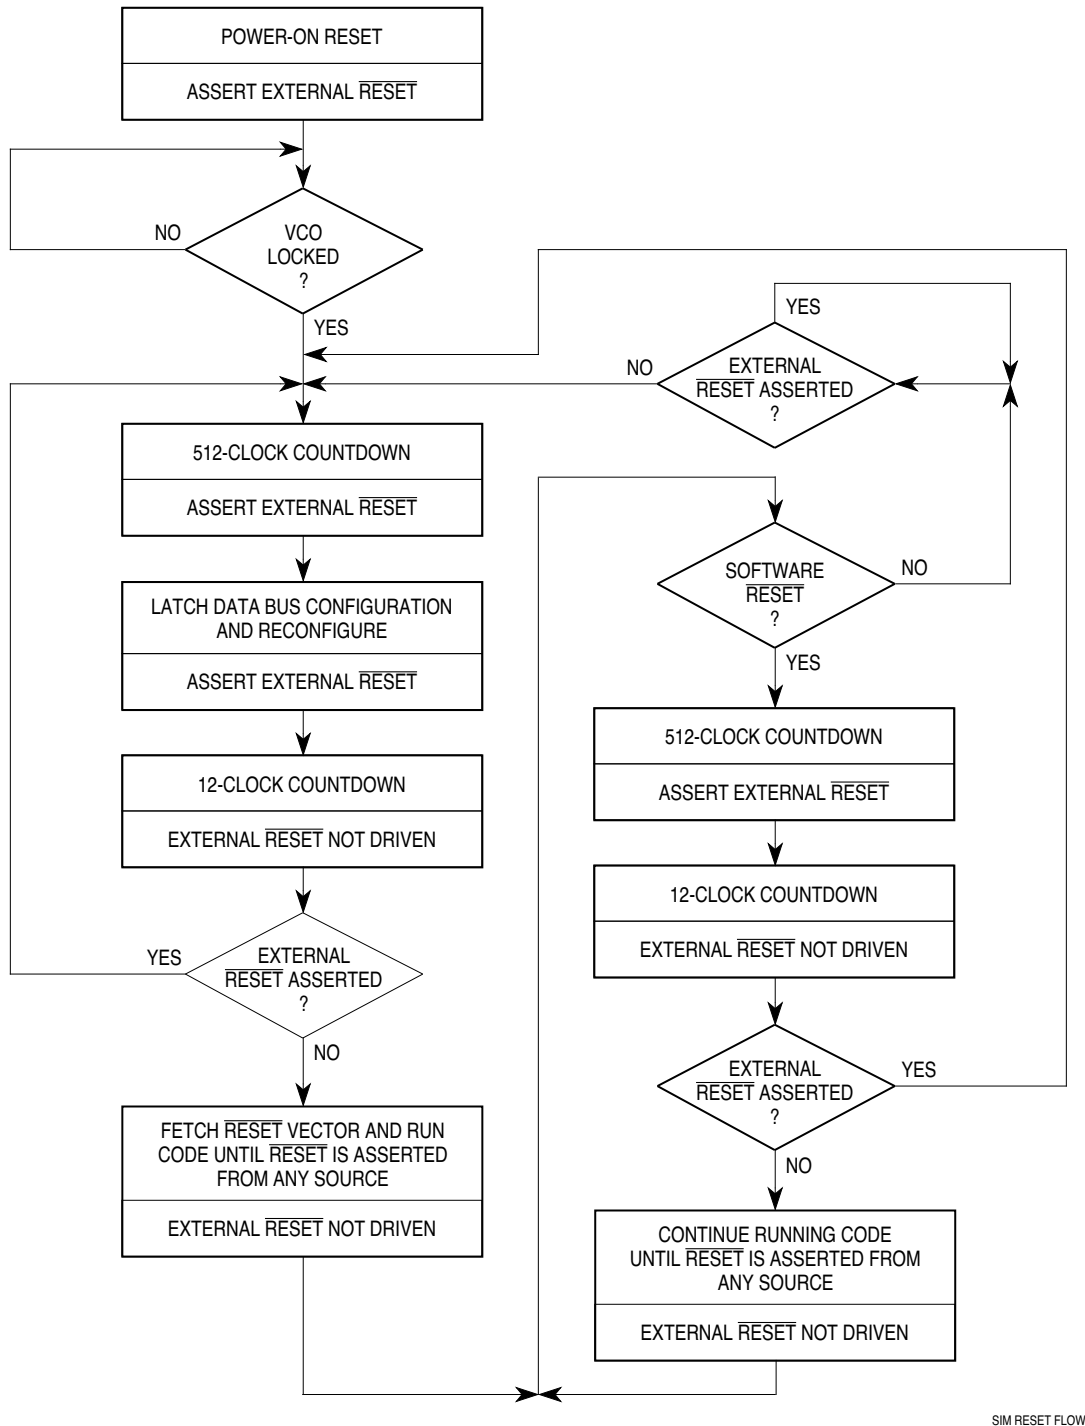 POWER-ON RESET
ASSERT EXTERNAL RESET
VCO
LOCKED
?
NO
YES
512-CLOCK COUNTDOWN
ASSERT EXTERNAL RESET
LATCH DATA BUS CONFIGURATION
AND RECONFIGURE
ASSERT EXTERNAL RESET
12-CLOCK COUNTDOWN
EXTERNAL RESET NOT DRIVEN
EXTERNAL
RESET ASSERTED
?
YES
NO
FETCH RESET VECTOR AND RUN
CODE UNTIL RESET IS ASSERTED
FROM ANY SOURCE
EXTERNAL RESET NOT DRIVEN
YES
EXTERNAL
RESET ASSERTED
?
NO
SOFTWARE
RESET
?
NO
YES
512-CLOCK COUNTDOWN
ASSERT EXTERNAL RESET
12-CLOCK COUNTDOWN
EXTERNAL RESET NOT DRIVEN
EXTERNAL
RESET ASSERTED
?
YES
NO
CONTINUE RUNNING CODE
UNTIL RESET IS ASSERTED FROM
ANY SOURCE
EXTERNAL RESET NOT DRIVEN
SIM RESET FLOW